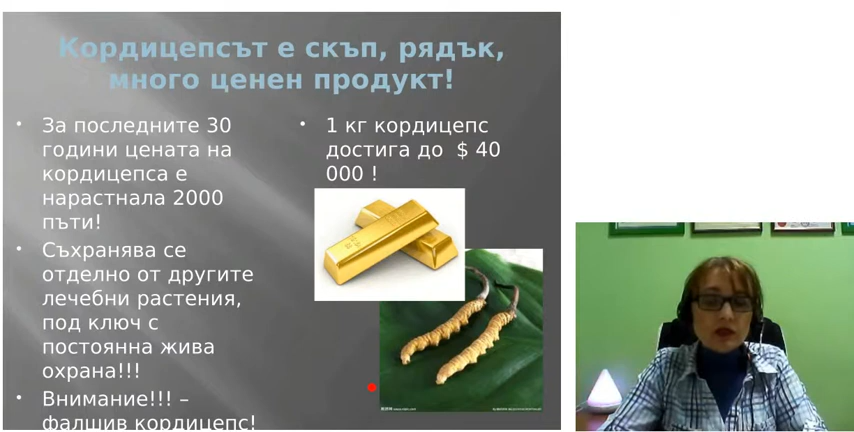 Кордицепсът е скъп, рядък,
много ценен продукт!
• За последните 30
години цената на
кордицепса е
нарастнала 2000
пъти!
• Съхранява се
отделно от другите
лечебни растения,
под ключ с
постоянна жива
охрана!!!
• Внимание!!! –
фалшив кордицепс!
• 1 кг кордицепс
достига до $ 40
000 !